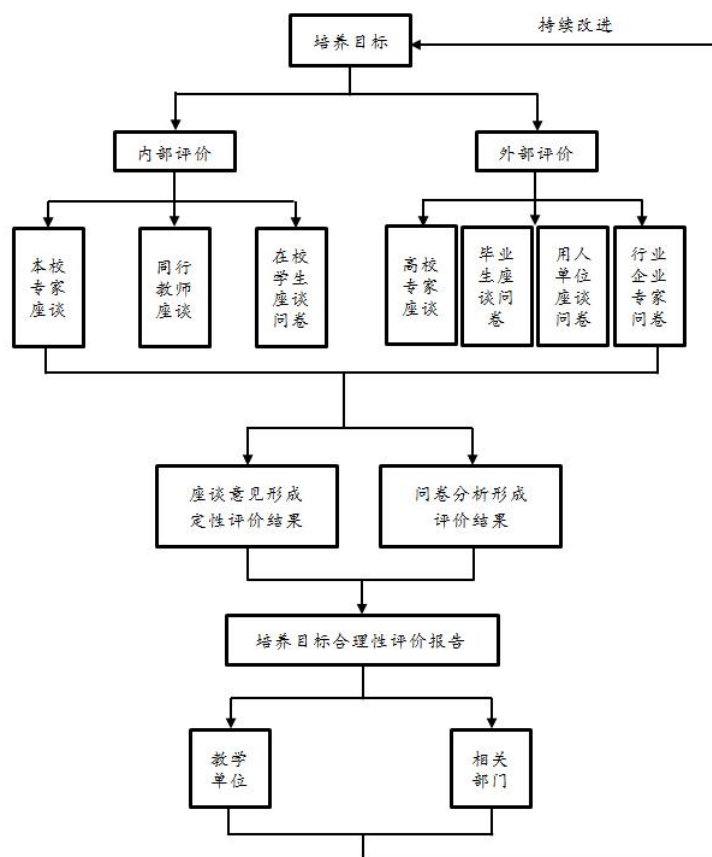 持续改进
培养目标
内部评价
外部评价
本校
专家
座谈
同行
教师
座谈
在校
学生
座谈
问卷
高校
专家
座谈
毕业
生座
谈问
卷
用人
单位
座谈
问卷
行业
企业
专家
问卷
座谈意见形成
定性评价结果
问卷分析形成
评价结果
培养目标合理性评价报告
教学
单位
相关
部门